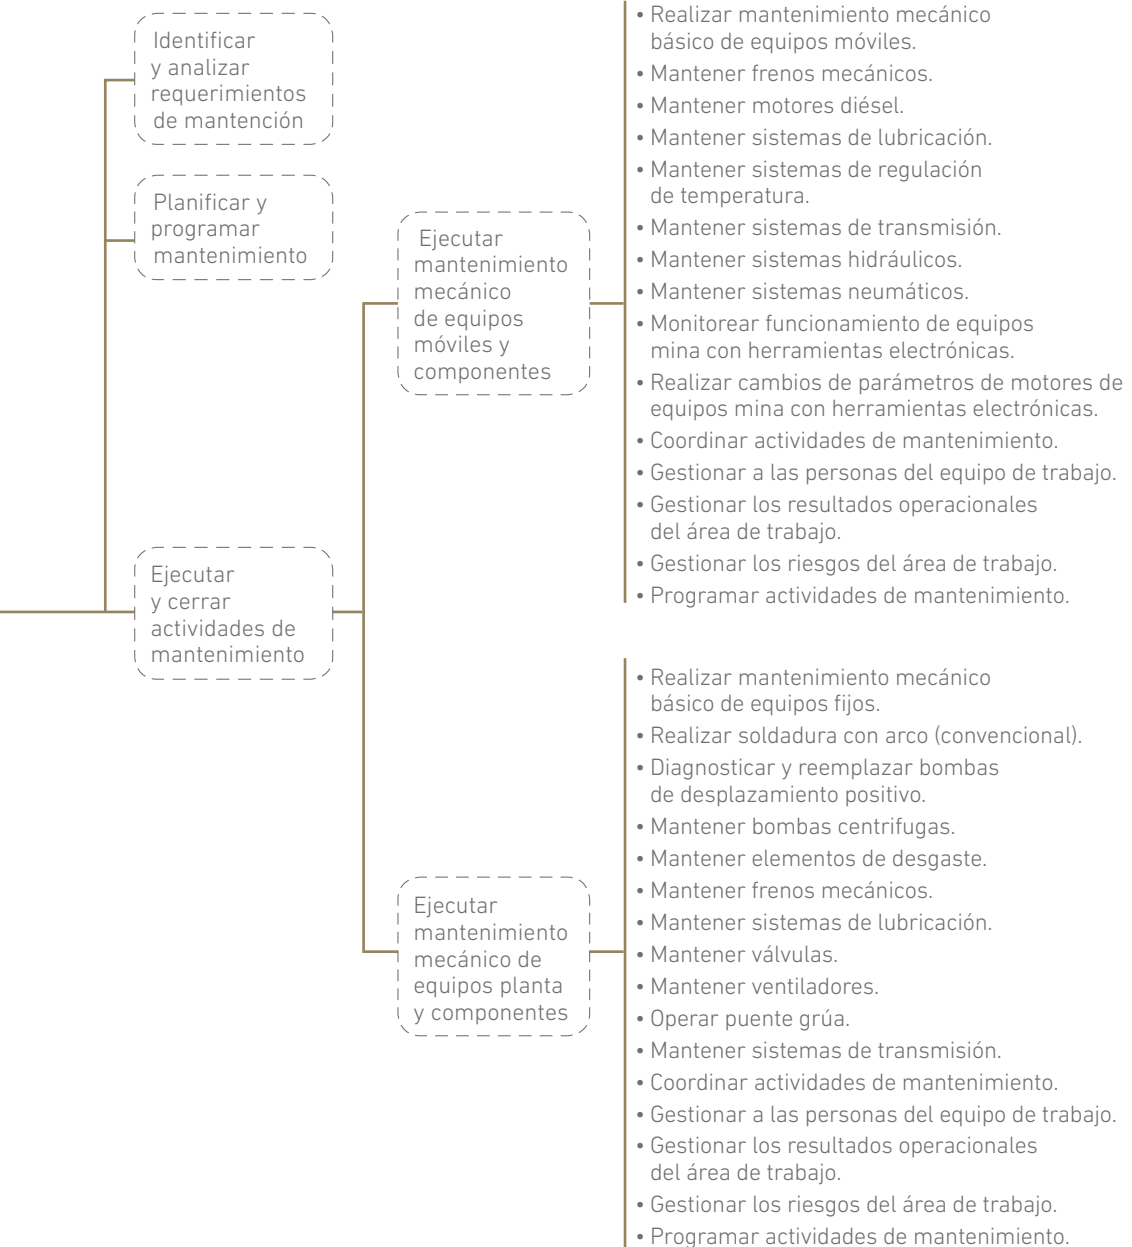 Identificar
y analizar
requerimientos
de mantención
Planificar y
programar
mantenimiento
Ejecutar
y cerrar
actividades de
mantenimiento
Ejecutar
mantenimiento
mecánico
de equipos
móviles y
componentes
• Realizar mantenimiento mecánico
básico de equipos móviles.
• Mantener frenos mecánicos.
• Mantener motores diésel.
• Mantener sistemas de lubricación.
• Mantener sistemas de regulación
de temperatura.
• Mantener sistemas de transmisión.
• Mantener sistemas hidráulicos.
• Mantener sistemas neumáticos.
• Monitorear funcionamiento de equipos
mina con herramientas electrónicas.
• Realizar cambios de parámetros de motores de
equipos mina con herramientas electrónicas.
• Coordinar actividades de mantenimiento.
• Gestionar a las personas del equipo de trabajo.
• Gestionar los resultados operacionales
del área de trabajo.
• Gestionar los riesgos del área de trabajo.
• Programar actividades de mantenimiento.
Ejecutar
mantenimiento
mecánico de
equipos planta
y componentes
• Realizar mantenimiento mecánico
básico de equipos fijos.
• Realizar soldadura con arco (convencional).
• Diagnosticar y reemplazar bombas
de desplazamiento positivo.
• Mantener bombas centrifugas.
• Mantener elementos de desgaste.
• Mantener frenos mecánicos.
• Mantener sistemas de lubricación.
• Mantener válvulas.
• Mantener ventiladores.
• Operar puente grúa.
• Mantener sistemas de transmisión.
• Coordinar actividades de mantenimiento.
• Gestionar a las personas del equipo de trabajo.
• Gestionar los resultados operacionales
del área de trabajo.
• Gestionar los riesgos del área de trabajo.
• Programar actividades de mantenimiento.